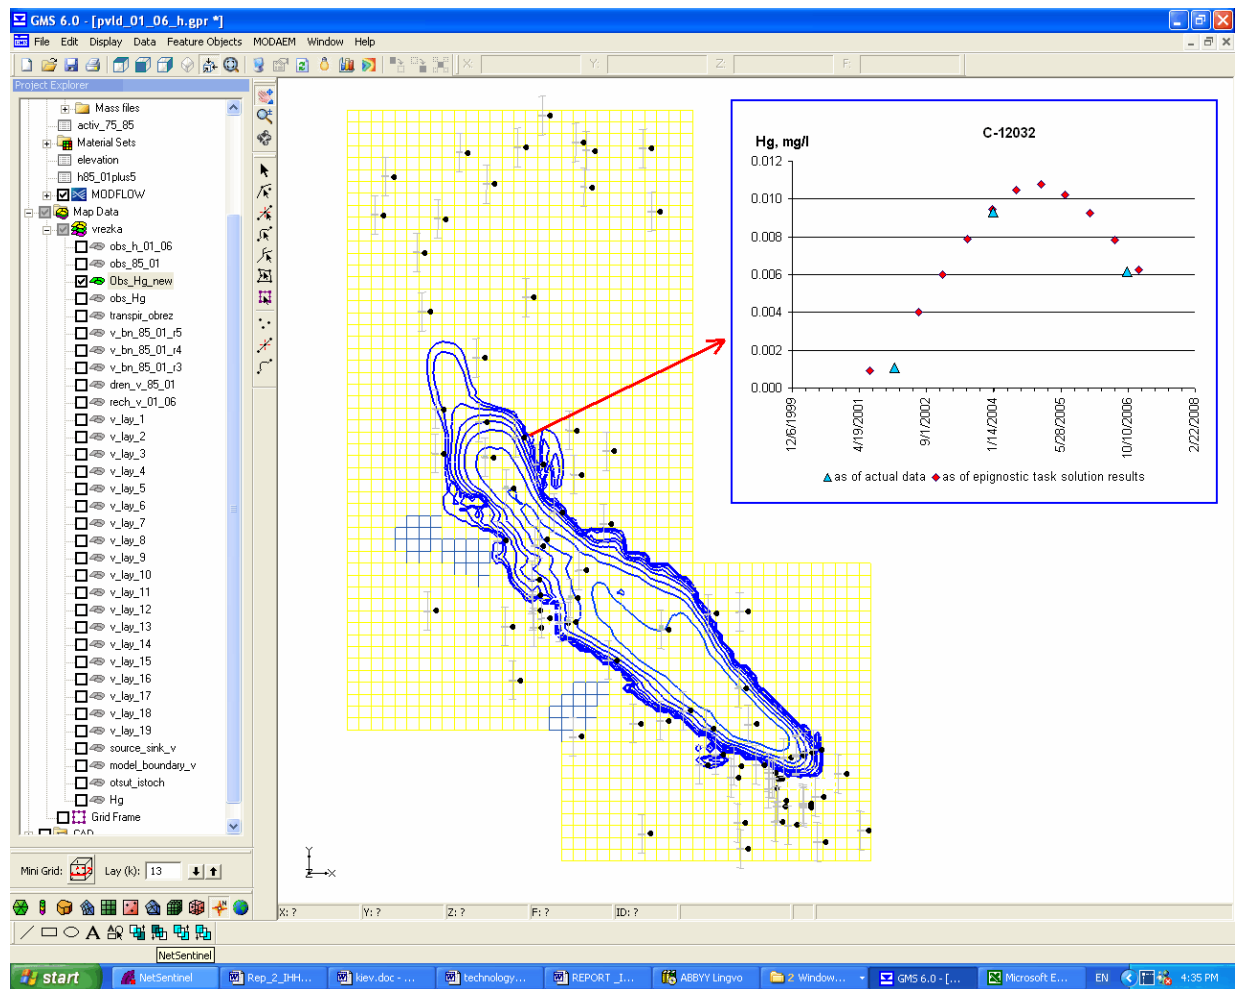 GMS 6.0 - [pvld_01_06_h.gpr *]
File Edit Display Data Feature Objects MODAEM Window Help
X: Y: Z: F:
Project Explorer
Mass files
activ_75_85
Material Sets
elevation
h85_01plus5
MODFLOW
Map Data
vrezka
obs_h_01_06
obs_85_01
Obs_Hg_new
obs_Hg
transpir_obrez
v_bn_85_01_r5
v_bn_85_01_r4
v_bn_85_01_r3
dren_v_85_01
rech_v_01_06
v_lay_1
v_lay_2
v_lay_3
v_lay_4
v_lay_5
v_lay_6
v_lay_7
v_lay_8
v_lay_9
v_lay_10
v_lay_11
v_lay_12
v_lay_13
v_lay_14
v_lay_15
v_lay_16
v_lay_17
v_lay_18
v_lay_19
source_sink_v
model_boundary_v
otsut_istoch
Hg
Grid Frame
CAD
C-12032
Hg, mg/l
0.012
0.010
0.008
0.006
0.004
0.002
0.000
12/6/1999
4/19/2001
9/1/2002
1/14/2004
5/28/2005
10/10/2006
2/22/2008
as of actual data as of epignostic task solution results
Y
Z X
Mini Grid: Lay (k): 13
X: ? Y: ? Z: ? F: ? ID: ?
A
NetSentinel
start NetSentinel Rep_2_IHH... kiev.doc - ... technology... REPORT _I... ABBYY Lingvo 2 Window... GMS 6.0 - [... Microsoft E... EN 4:35 PM